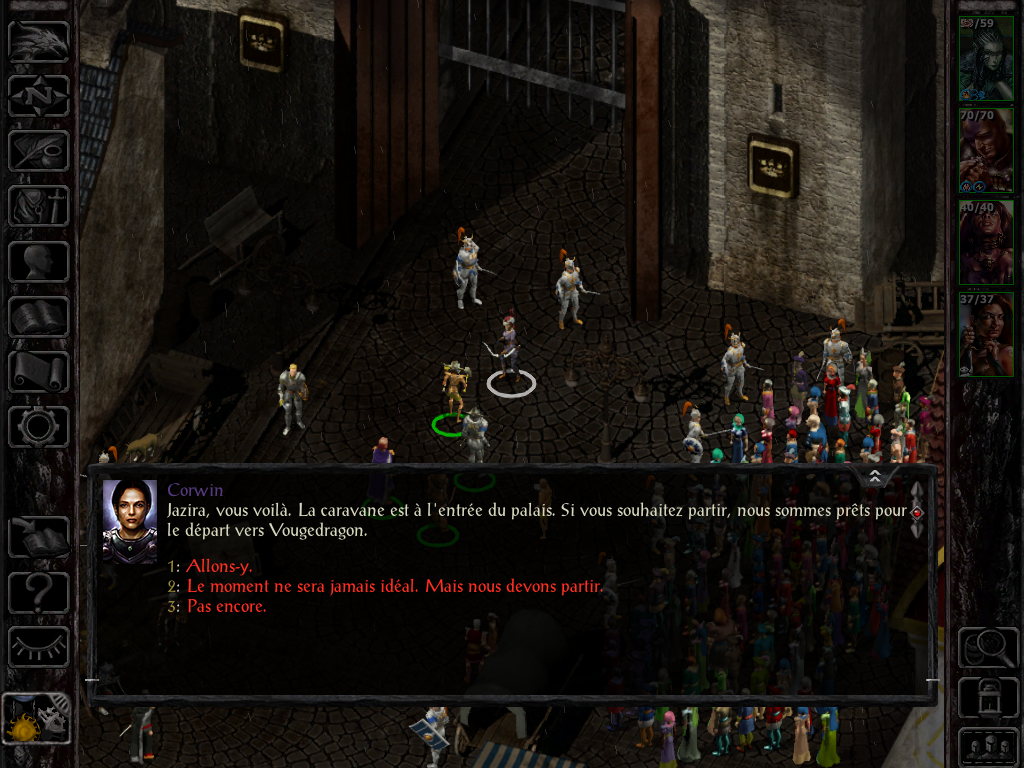 /59
70/70
40/40
37/37
N
Corwin
Jazira, vous voilà. La caravane est à l'entrée du palais. Si vous souhaitez partir, nous sommes prêts pour
le départ vers Vougedragon.
1: Allons-y.
2: Le moment ne sera jamais idéal. Mais nous devons partir.
3: Pas encore.
?